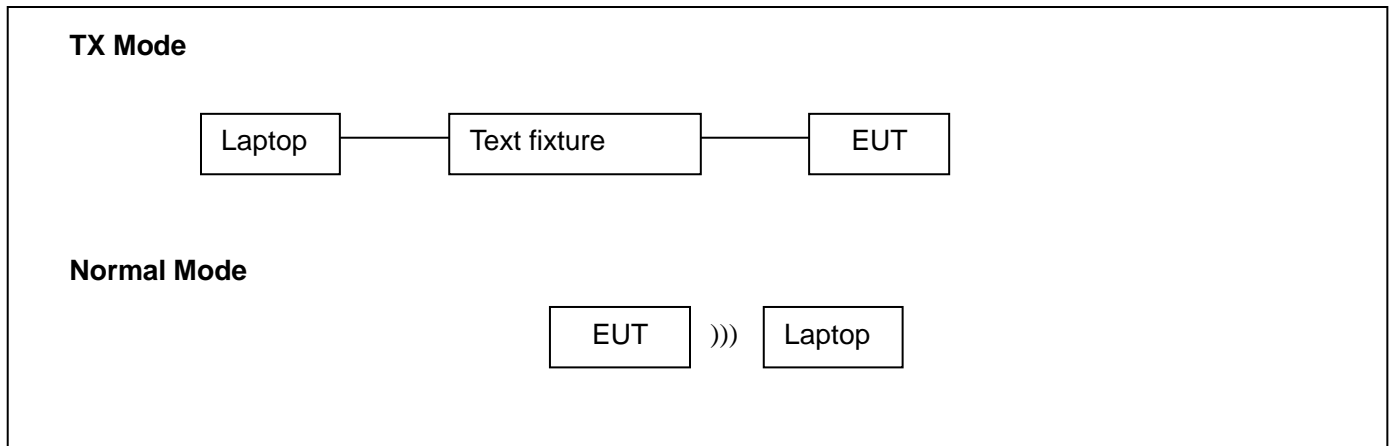 TX Mode
Laptop Text fixture EUT
Normal Mode
EUT ))) Laptop